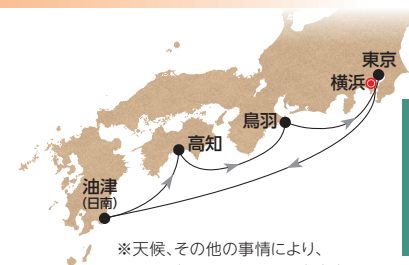 東京
横浜
鳥羽
高知
油津
(日南)
※天候、その他の事情により、